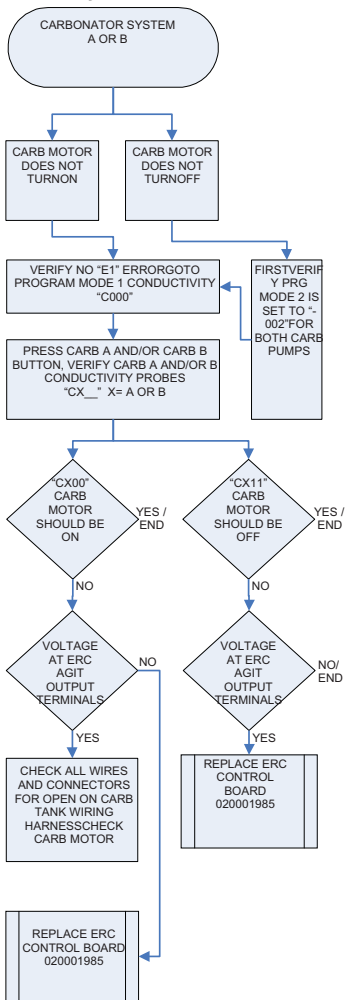 CARBONATOR SYSTEM
A OR B
CARB MOTOR
DOES NOT
TURNON
CARB MOTOR
DOES NOT
TURNOFF
VERIFY NO “E1” ERRORGOTO
PROGRAM MODE 1 CONDUCTIVITY
“C000”
FIRSTVERIF
Y PRG
MODE 2 IS
SET TO “-
002”FOR
BOTH CARB
PUMPS
PRESS CARB A AND/OR CARB B
BUTTON, VERIFY CARB A AND/OR B
CONDUCTIVITY PROBES
“CX__” X= A OR B
“CX00”
CARB
MOTOR
SHOULD BE
ON
YES /
END
“CX11”
CARB
MOTOR
SHOULD BE
OFF
YES /
END
NO
NO
VOLTAGE
AT ERC
AGIT
OUTPUT
TERMINALS
NO
VOLTAGE
AT ERC
AGIT
OUTPUT
TERMINALS
NO/
END
YES
YES
CHECK ALL WIRES
AND CONNECTORS
FOR OPEN ON CARB
TANK WIRING
HARNESSCHECK
CARB MOTOR
REPLACE ERC
CONTROL
BOARD
020001985
REPLACE ERC
CONTROL BOARD
020001985